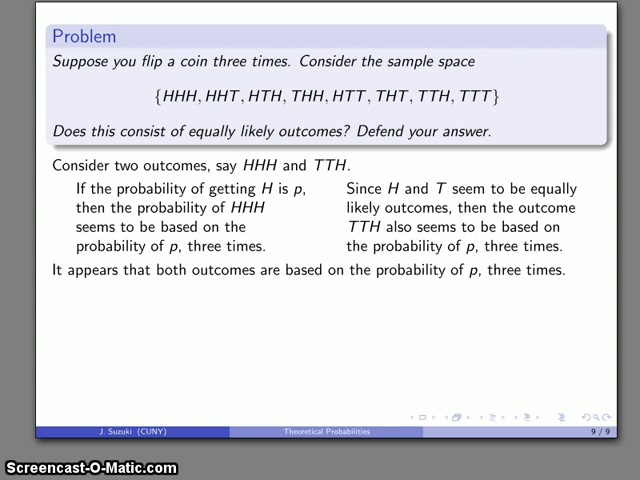 Problem
Suppose you flip a coin three times. Consider the sample space
{HHH, HHT, HTH, THH, HTT, THT, TTH, TTT}
Does this consist of equally likely outcomes? Defend your answer.
Consider two outcomes, say HHH and TTH.
If the probability of getting H is p,
then the probability of HHH
seems to be based on the
probability of p, three times.
Since H and T seem to be equally
likely outcomes, then the outcome
TTH also seems to be based on
the probability of p, three times.
It appears that both outcomes are based on the probability of p, three times.
J. Suzuki (CUNY)
Theoretical Probabilities
9 / 9
Screencast-O-Matic.com